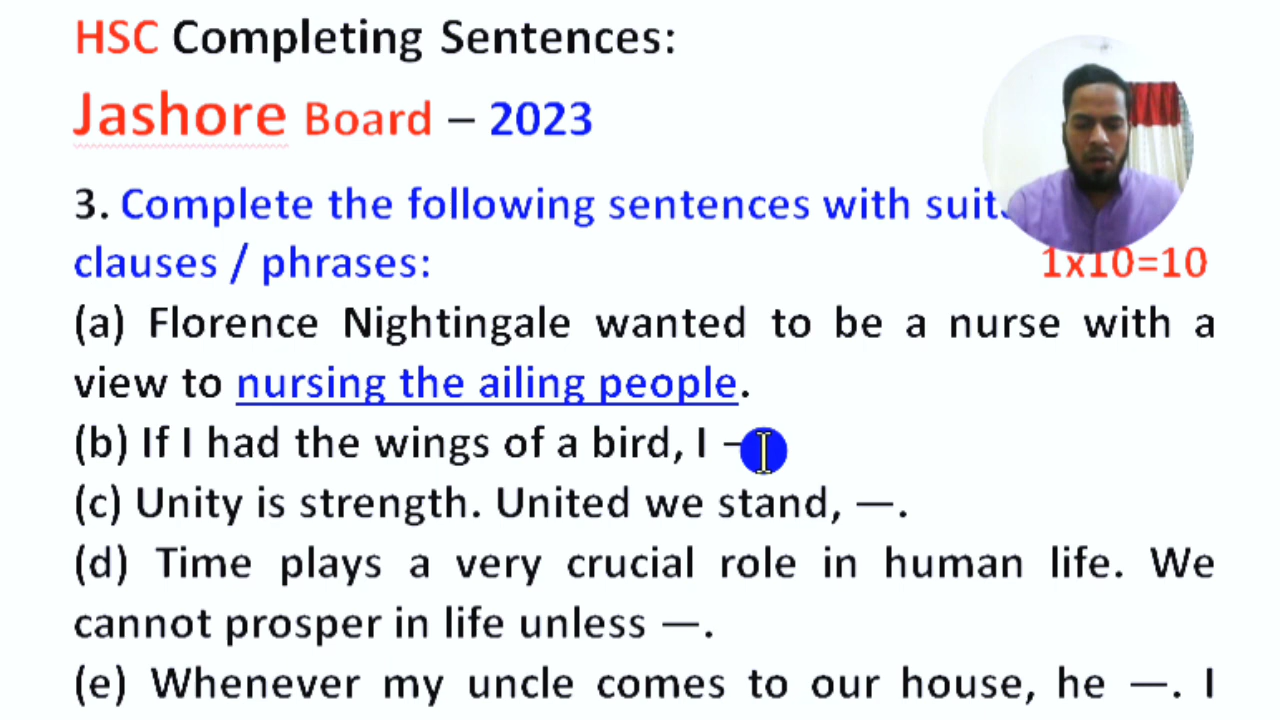 HSC Completing Sentences:
Jashore Board – 2023
3. Complete the following sentences with
clauses / phrases: 1x10=10
(a) Florence Nightingale wanted to be a nurse with a
view to nursing the ailing people.
(b) If I had the wings of a bird, I –
(c) Unity is strength. United we stand, —.
(d) Time plays a very crucial role in human life. We
cannot prosper in life unless —.
(e) Whenever my uncle comes to our house, he —. I